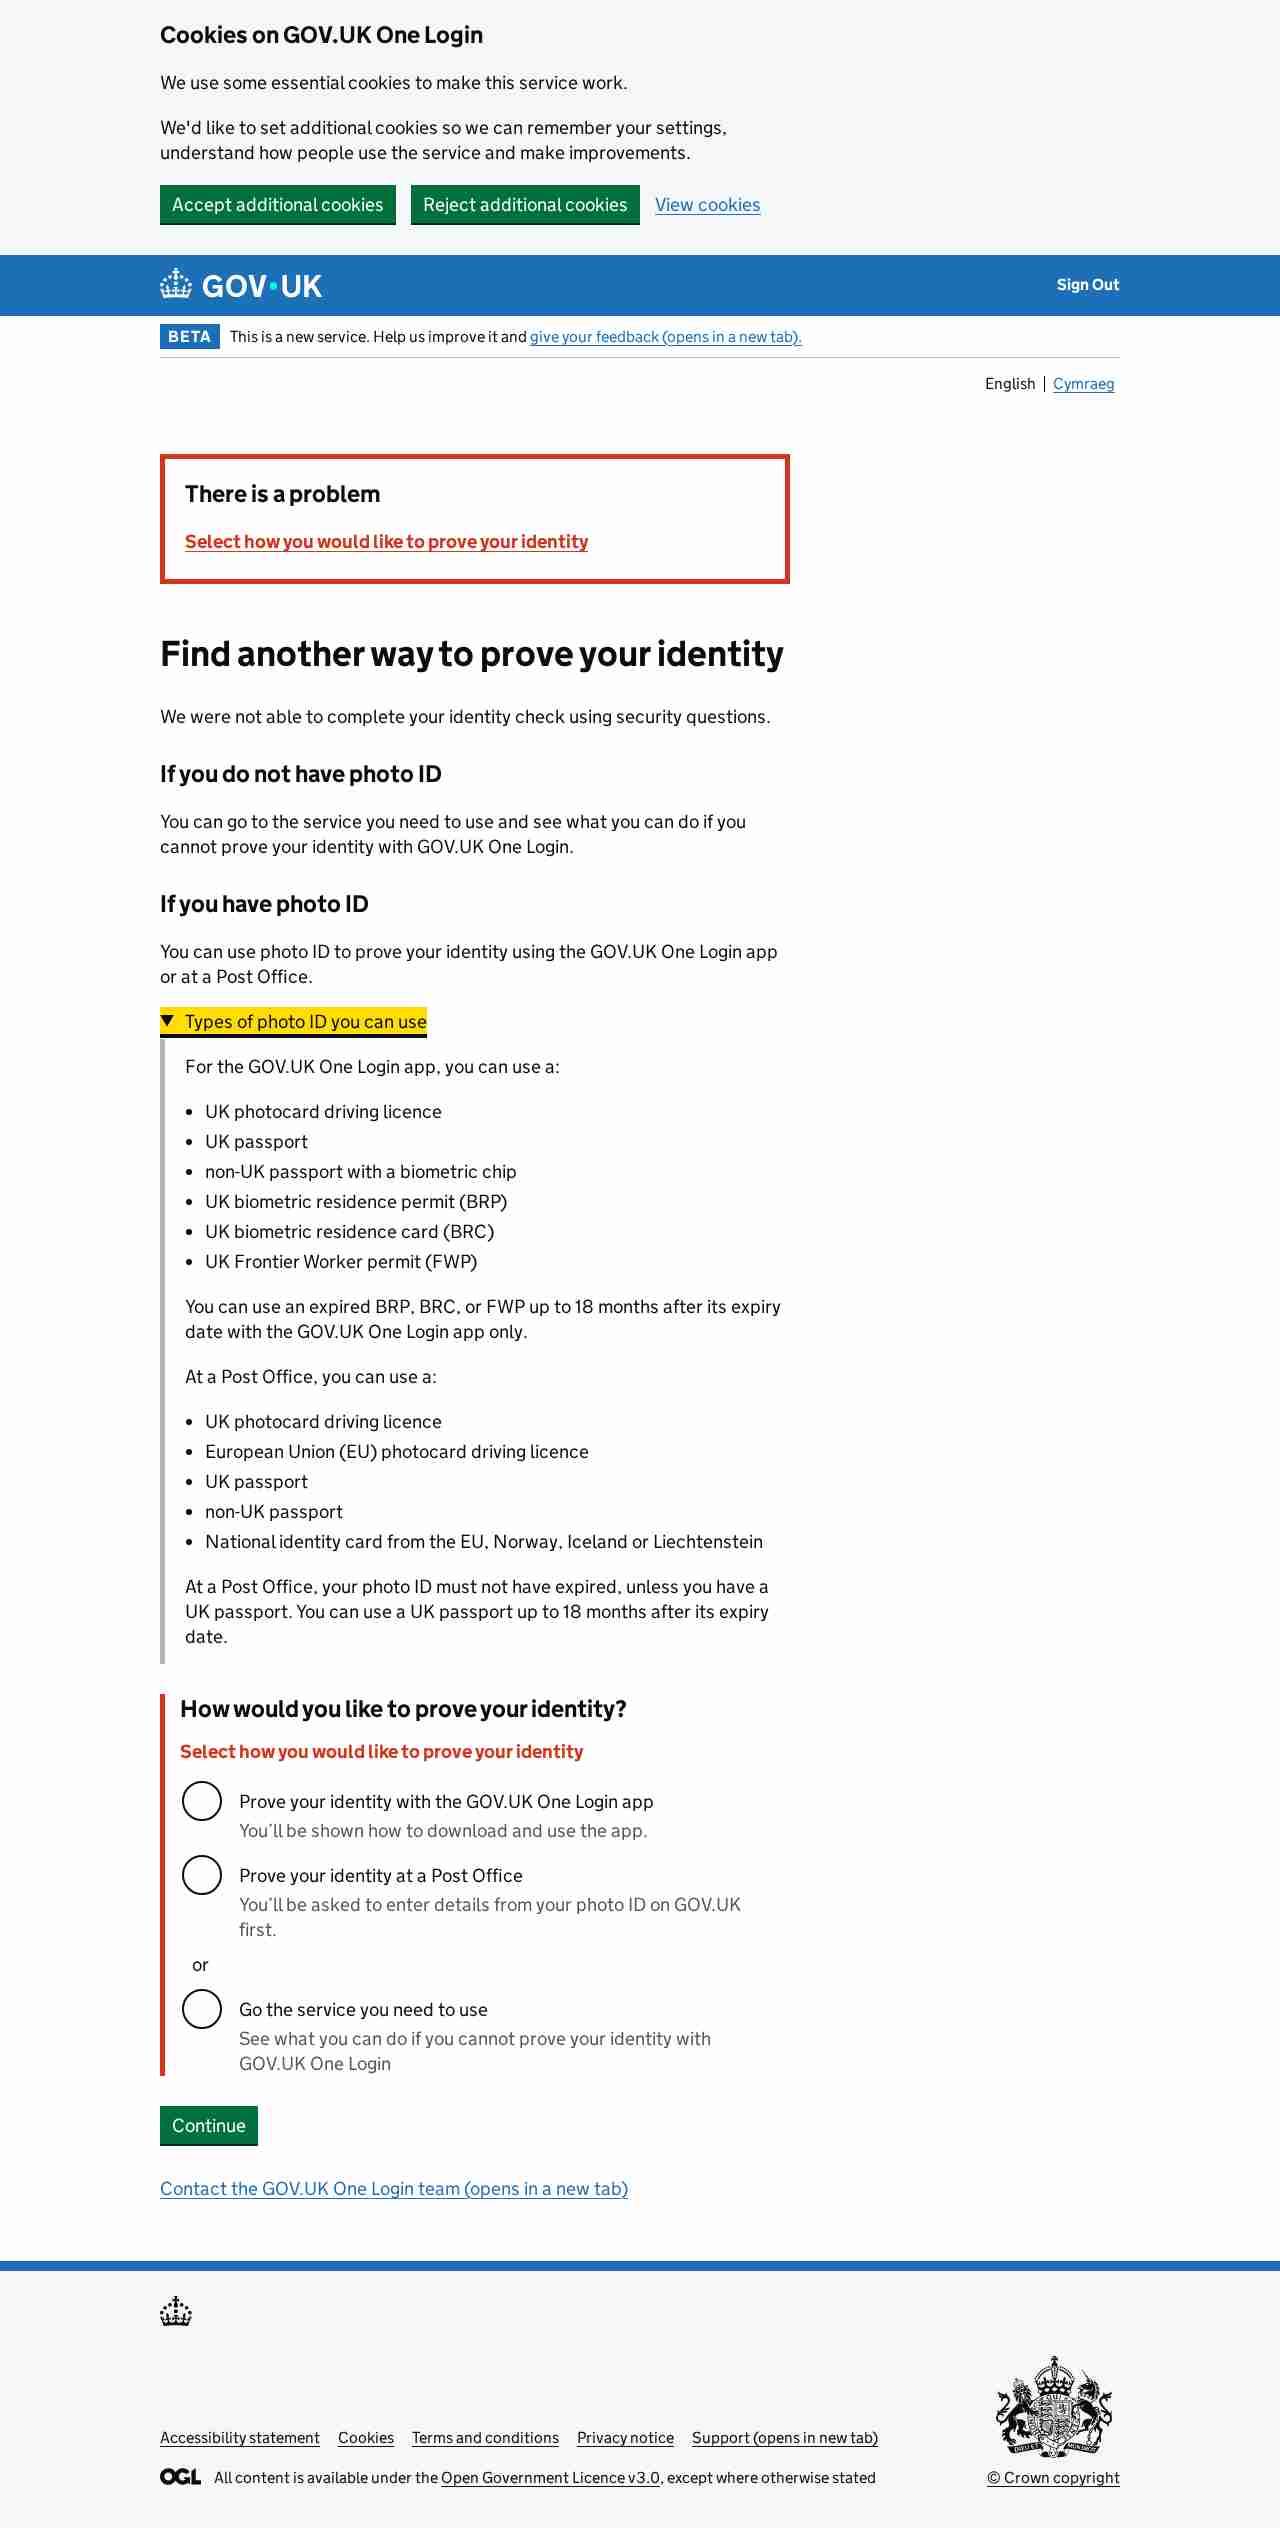 Cookies on GOV.UK One Login
We use some essential cookies to make this service work.
We'd like to set additional cookies so we can remember your settings,
understand how people use the service and make improvements.
Accept additional cookies Reject additional cookies View cookies
GOV·UK Sign Out
BETA This is a new service. Help us improve it and give your feedback (opens in a new tab).
English Cymraeg
There is a problem
Select how you would like to prove your identity
Find another way to prove your identity
We were not able to complete your identity check using security questions.
If you do not have photo ID
You can go to the service you need to use and see what you can do if you
cannot prove your identity with GOV.UK One Login.
If you have photo ID
You can use photo ID to prove your identity using the GOV.UK One Login app
or at a Post Office.
Types of photo ID you can use
For the GOV.UK One Login app, you can use a:
• UK photocard driving licence
• UK passport
• non-UK passport with a biometric chip
• UK biometric residence permit (BRP)
• UK biometric residence card (BRC)
• UK Frontier Worker permit (FWP)
You can use an expired BRP, BRC, or FWP up to 18 months after its expiry
date with the GOV.UK One Login app only.
At a Post Office, you can use a:
• UK photocard driving licence
• European Union (EU) photocard driving licence
• UK passport
• non-UK passport
• National identity card from the EU, Norway, Iceland or Liechtenstein
At a Post Office, your photo ID must not have expired, unless you have a
UK passport. You can use a UK passport up to 18 months after its expiry
date.
How would you like to prove your identity?
Select how you would like to prove your identity
Prove your identity with the GOV.UK One Login app
You’ll be shown how to download and use the app.
Prove your identity at a Post Office
You’ll be asked to enter details from your photo ID on GOV.UK
first.
or
Go the service you need to use
See what you can do if you cannot prove your identity with
GOV.UK One Login
Continue
Contact the GOV.UK One Login team (opens in a new tab)
Accessibility statement Cookies Terms and conditions Privacy notice Support (opens in new tab)
OGL All content is available under the Open Government Licence v3.0, except where otherwise stated
© Crown copyright